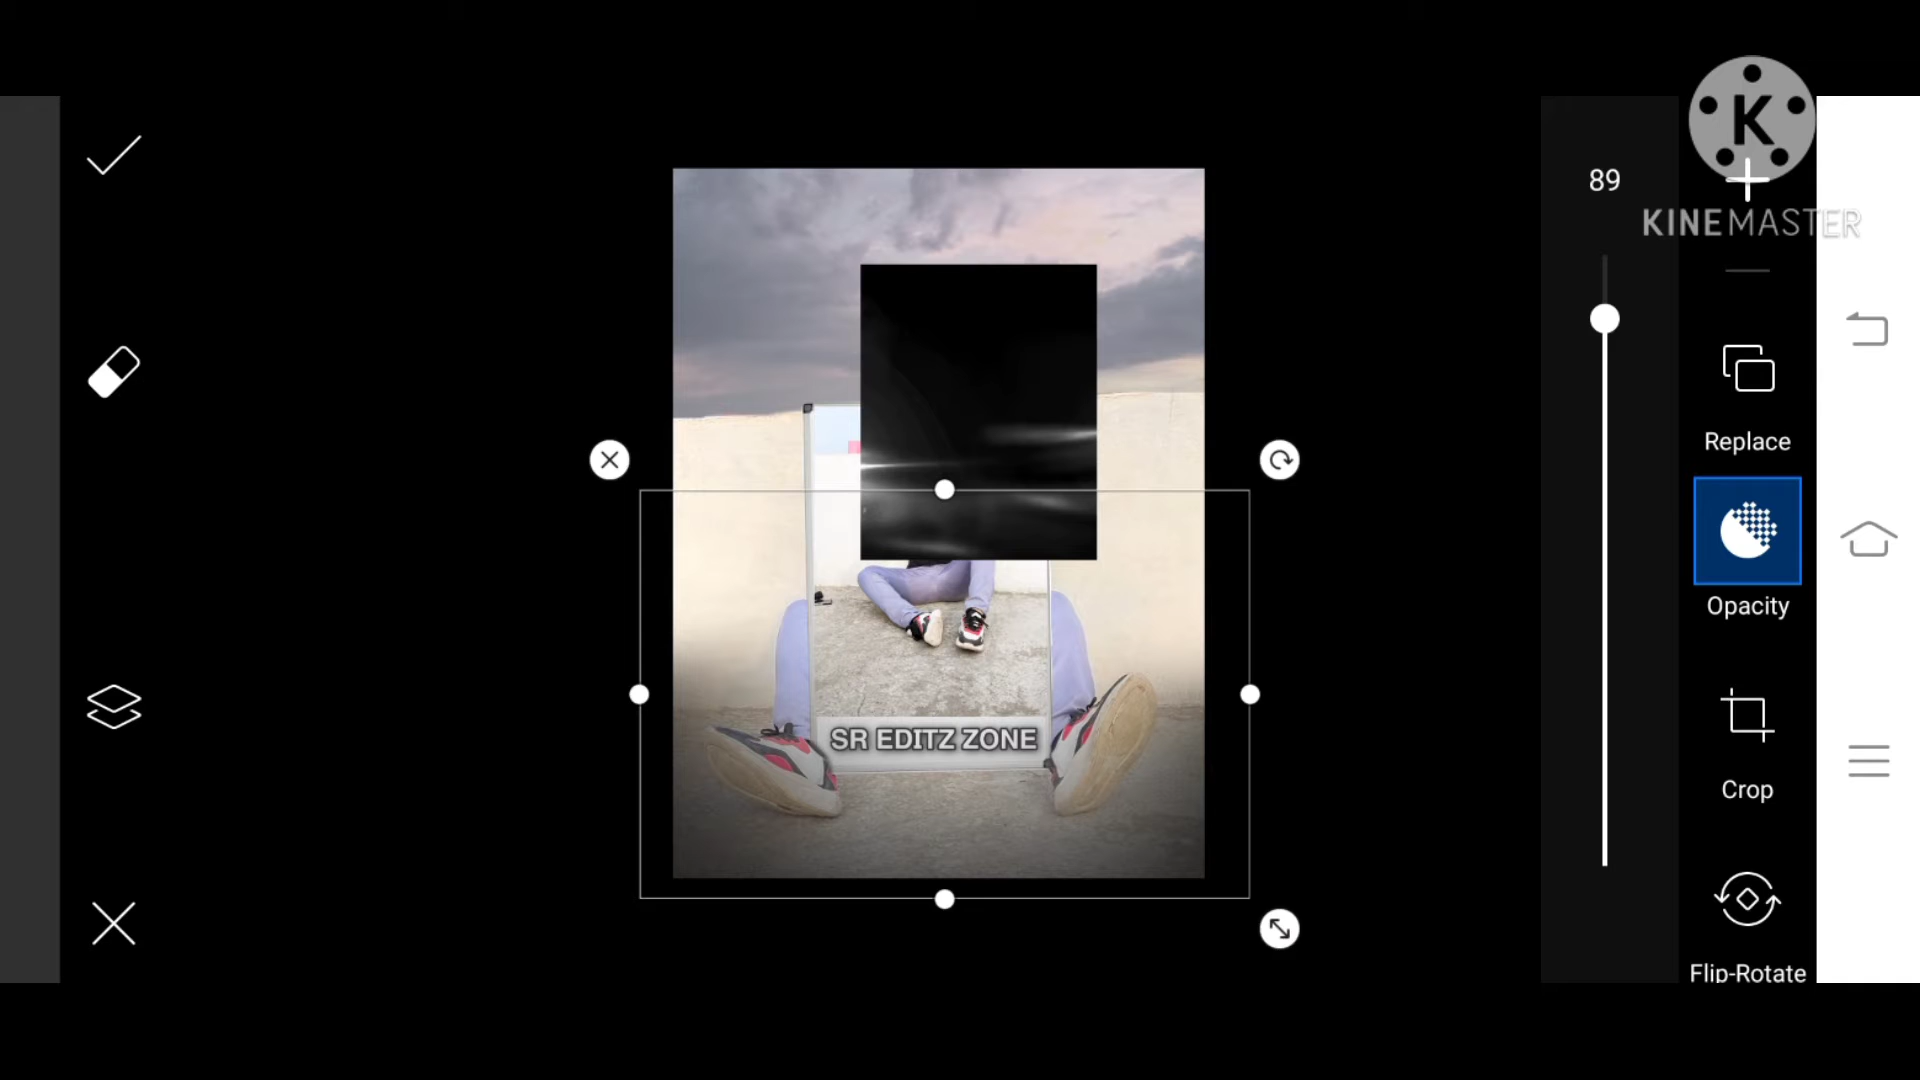 89
K
KINEMASTER
Replace
Opacity
SR EDITZ ZONE
Crop
Flip-Rotate